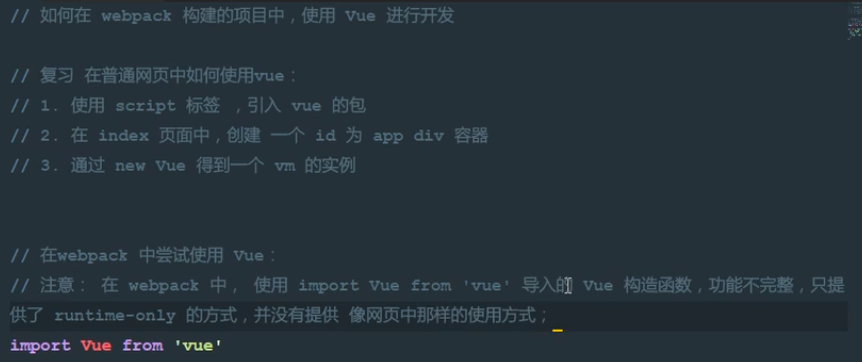 // 如何在 webpack 构建的项目中，使用 Vue 进行开发
// 复习 在普通网页中如何使用vue：
// 1. 使用 script 标签 ，引入 vue 的包
// 2. 在 index 页面中，创建 一个 id 为 app div 容器
// 3. 通过 new Vue 得到一个 vm 的实例
// 在webpack 中尝试使用 Vue：
// 注意： 在 webpack 中， 使用 import Vue from 'vue' 导入的 Vue 构造函数，功能不完整，只提
供了 runtime-only 的方式，并没有提供 像网页中那样的使用方式；
import Vue from 'vue'